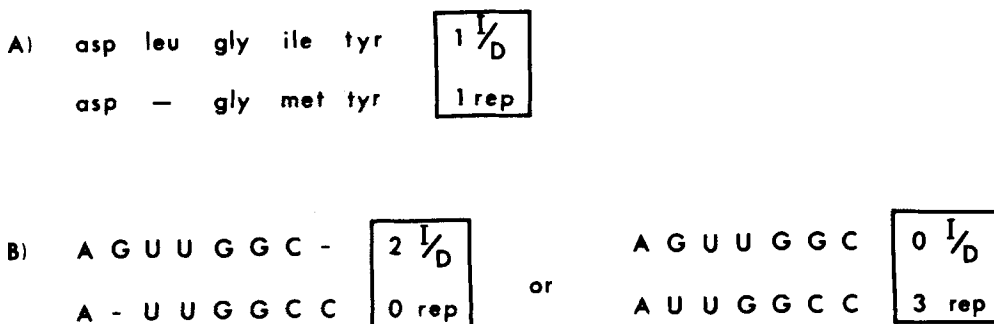 A) asp leu gly ile tyr 1 I/D
asp — gly met tyr 1 rep
B) A G U U G G C - 2 I/D
A - U U G G C C 0 rep
or
A G U U G G C 0 I/D
A U U G G C C 3 rep